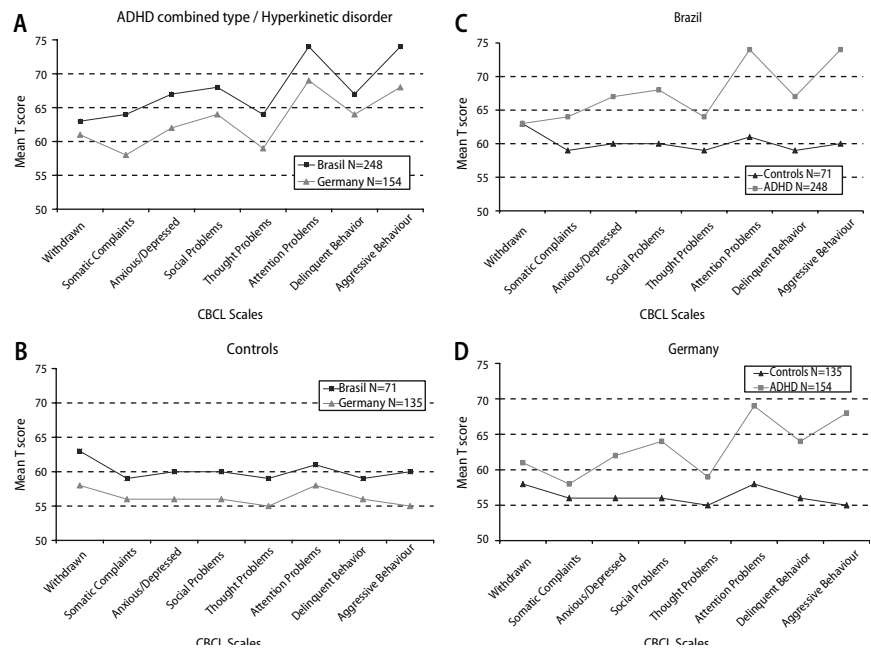 A
ADHD combined type / Hyperkinetic disorder
75
70
65
60
55
50
Mean T score
Brasil N=248
Germany N=154
Withdrawn
Somatic Complaints
Anxious/Depressed
Social Problems
Thought Problems
Attention Problems
Delinquent Behavior
Aggressive Behaviour
CBCL Scales
C
Brazil
75
70
65
60
55
50
Mean T score
Controls N=71
ADHD N=248
Withdrawn
Somatic Complaints
Anxious/Depressed
Social Problems
Thought Problems
Attention Problems
Delinquent Behavior
Aggressive Behaviour
CBCL Scales
B
Controls
75
70
65
60
55
50
Mean T score
Brasil N=71
Germany N=135
Withdrawn
Somatic Complaints
Anxious/Depressed
Social Problems
Thought Problems
Attention Problems
Delinquent Behavior
Aggressive Behaviour
CBCL Scales
D
Germany
75
70
65
60
55
50
Mean T score
Controls N=135
ADHD N=154
Withdrawn
Somatic Complaints
Anxious/Depressed
Social Problems
Thought Problems
Attention Problems
Delinquent Behavior
Aggressive Behaviour
CBCL Scales